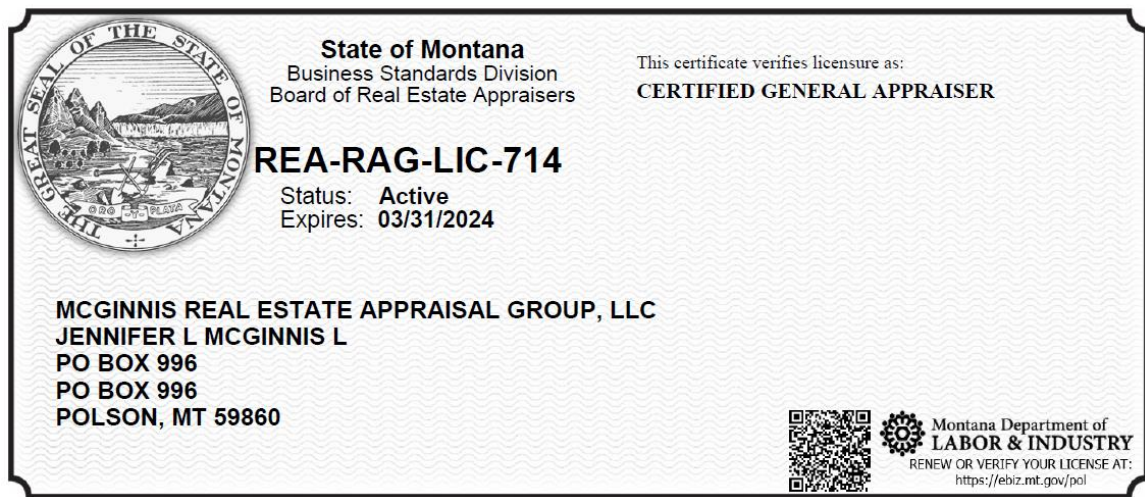 THE GREAT SEAL OF THE STATE OF MONTANA
ORO Y PLATA
State of Montana
Business Standards Division
Board of Real Estate Appraisers
This certificate verifies licensure as:
CERTIFIED GENERAL APPRAISER
REA-RAG-LIC-714
Status: Active
Expires: 03/31/2024
MCGINNIS REAL ESTATE APPRAISAL GROUP, LLC
JENNIFER L MCGINNIS L
PO BOX 996
PO BOX 996
POLSON, MT 59860
Montana Department of
LABOR & INDUSTRY
RENEW OR VERIFY YOUR LICENSE AT:
https://ebiz.mt.gov/pol